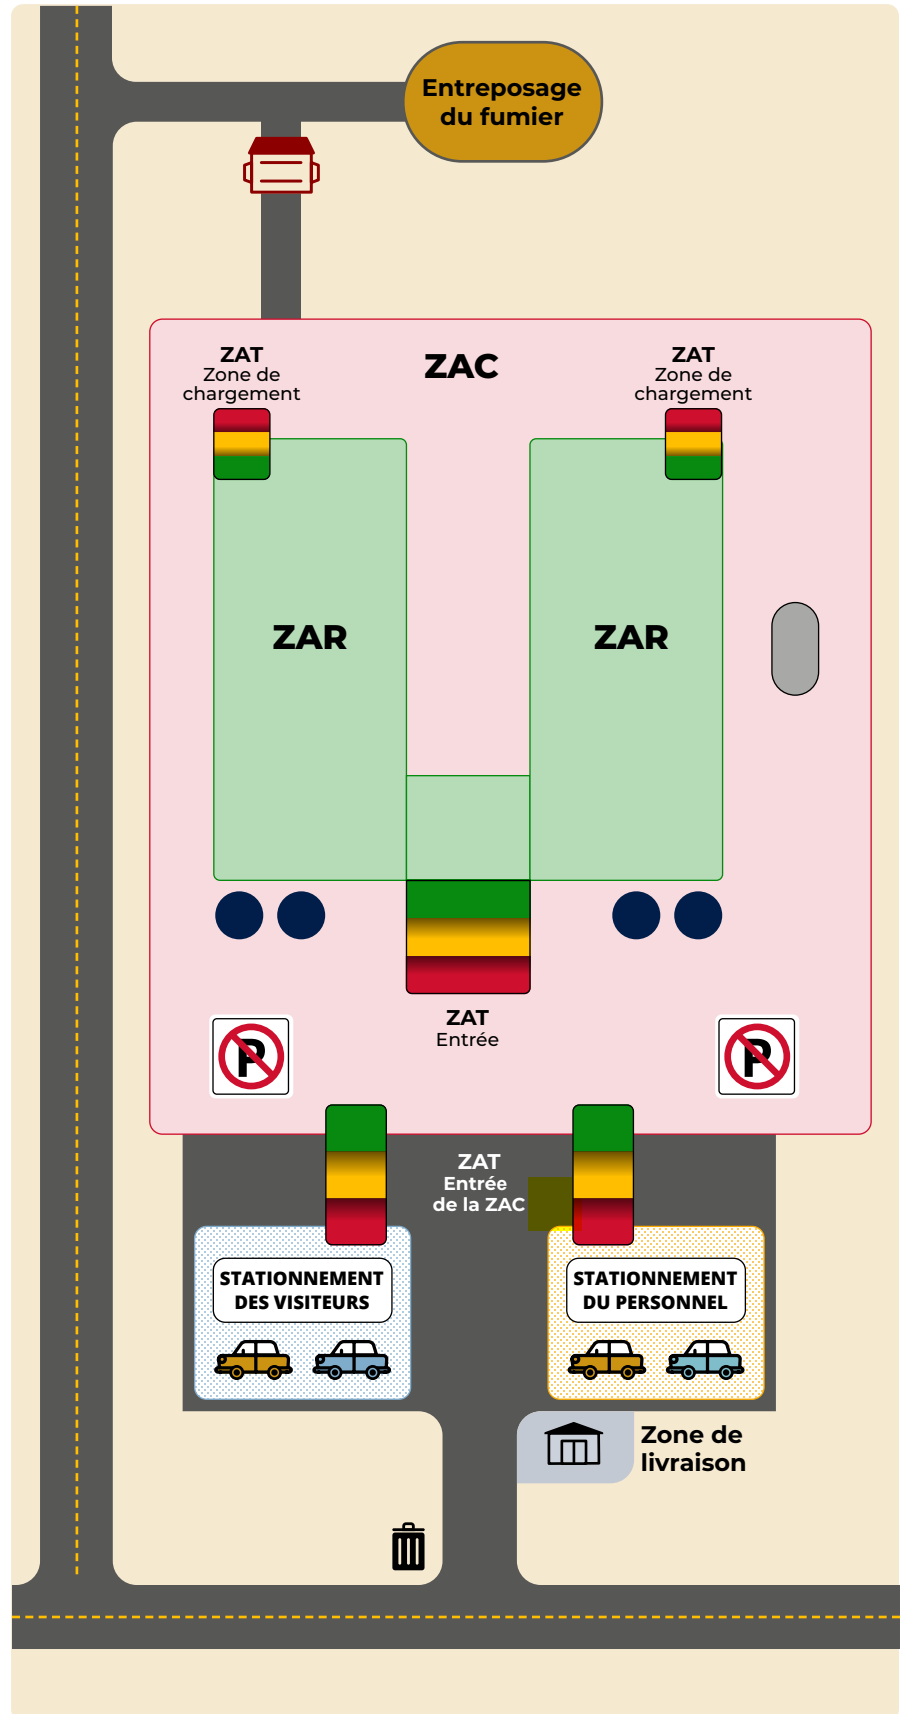 Entreposage
du fumier
ZAT
Zone de
chargement
ZAC
ZAT
Zone de
chargement
ZAR
ZAR
ZAT
Entrée
P
P
ZAT
Entrée
de la ZAC
STATIONNEMENT
DES VISITEURS
STATIONNEMENT
DU PERSONNEL
Zone de
livraison